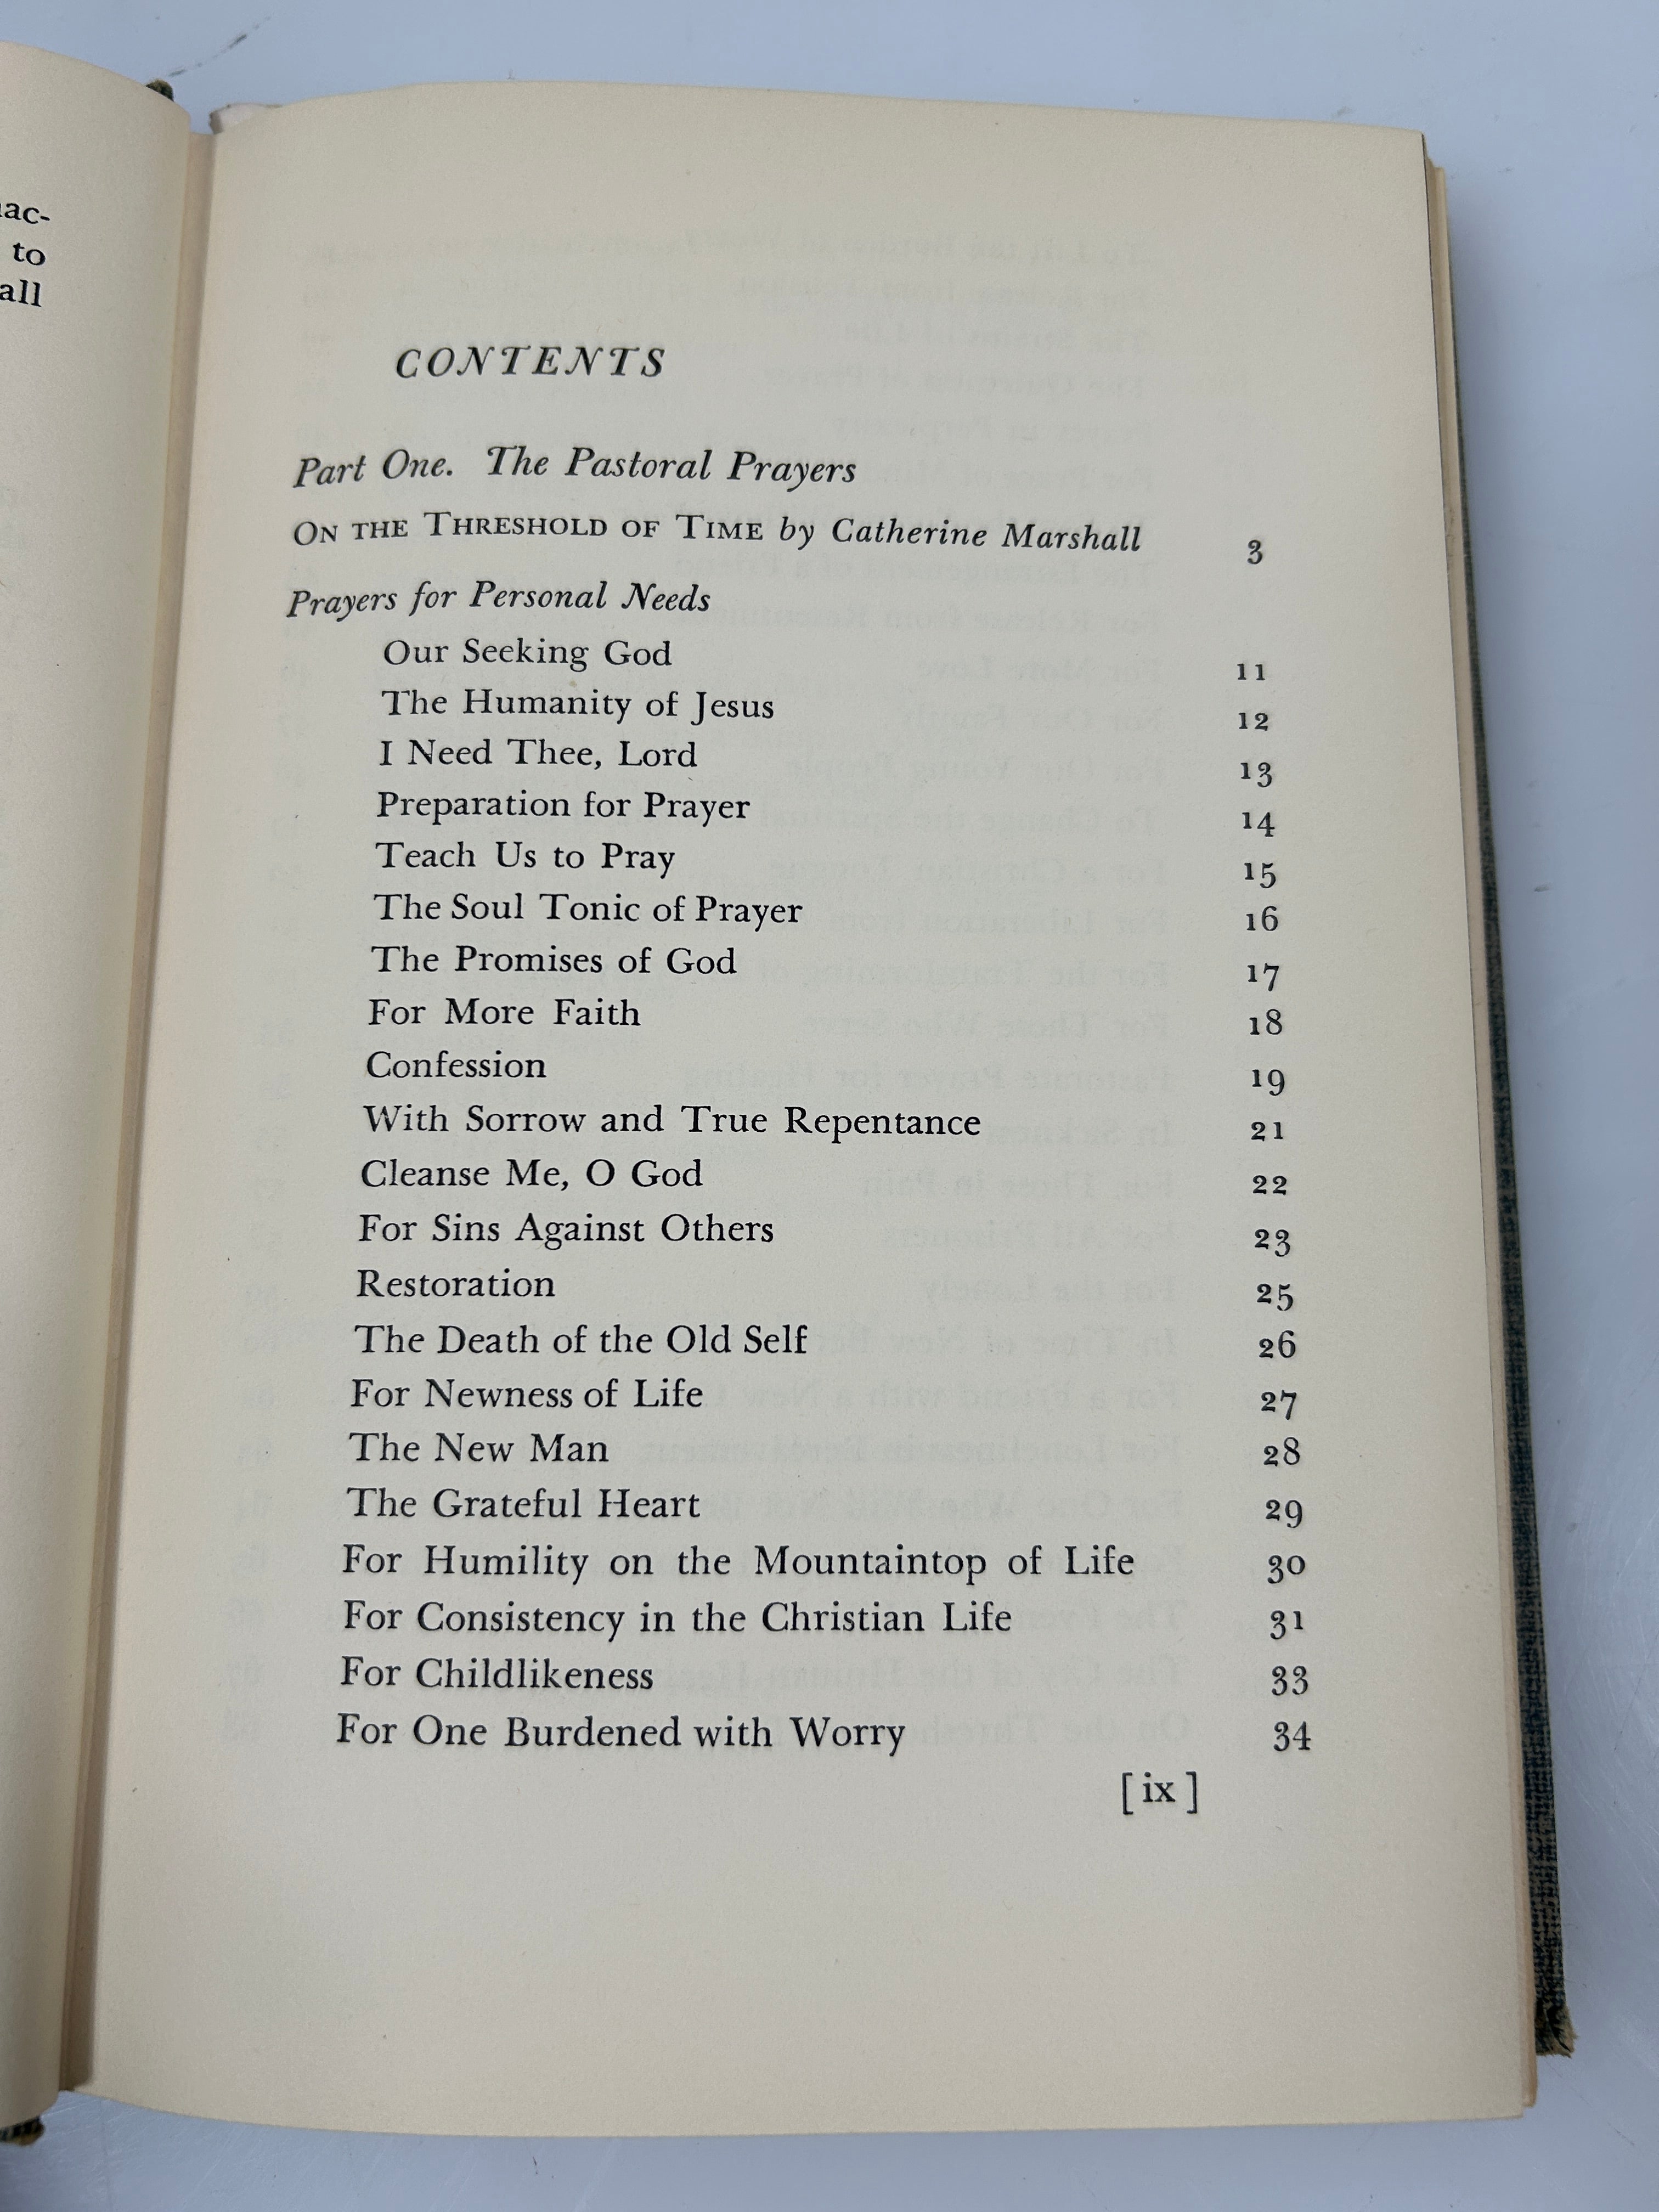 to
all
CONTENTS
Part One. The Pastoral Prayers
ON THE THRESHOLD OF TIME by Catherine Marshall 3
Prayers for Personal Needs
Our Seeking God 11
The Humanity of Jesus 12
I Need Thee, Lord 13
Preparation for Prayer 14
Teach Us to Pray 15
The Soul Tonic of Prayer 16
The Promises of God 17
For More Faith 18
Confession 19
With Sorrow and True Repentance 21
Cleanse Me, O God 22
For Sins Against Others 23
Restoration 25
The Death of the Old Self 26
For Newness of Life 27
The New Man 28
The Grateful Heart 29
For Humility on the Mountaintop of Life 30
For Consistency in the Christian Life 31
For Childlikeness 33
For One Burdened with Worry 34
[ix]